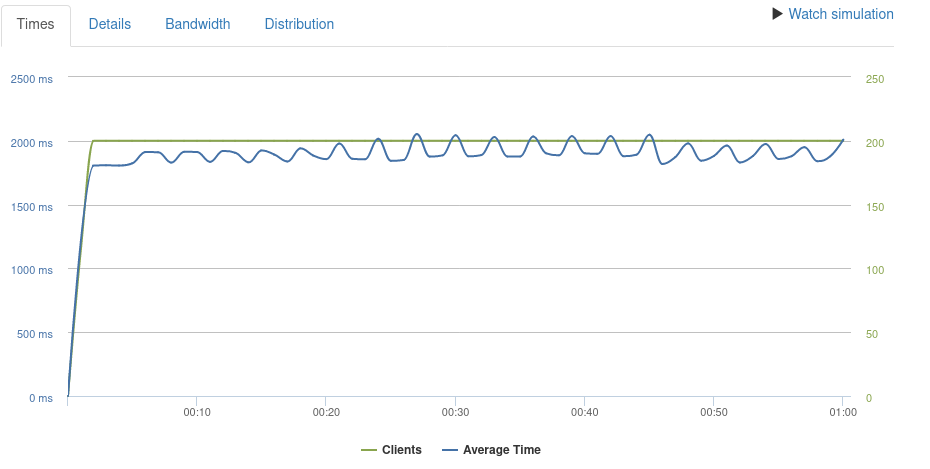 Times Details Bandwidth Distribution ▶ Watch simulation
2500 ms 250
2000 ms 200
1500 ms 150
1000 ms 100
500 ms 50
0 ms 0
00:10 00:20 00:30 00:40 00:50 01:00
Clients Average Time